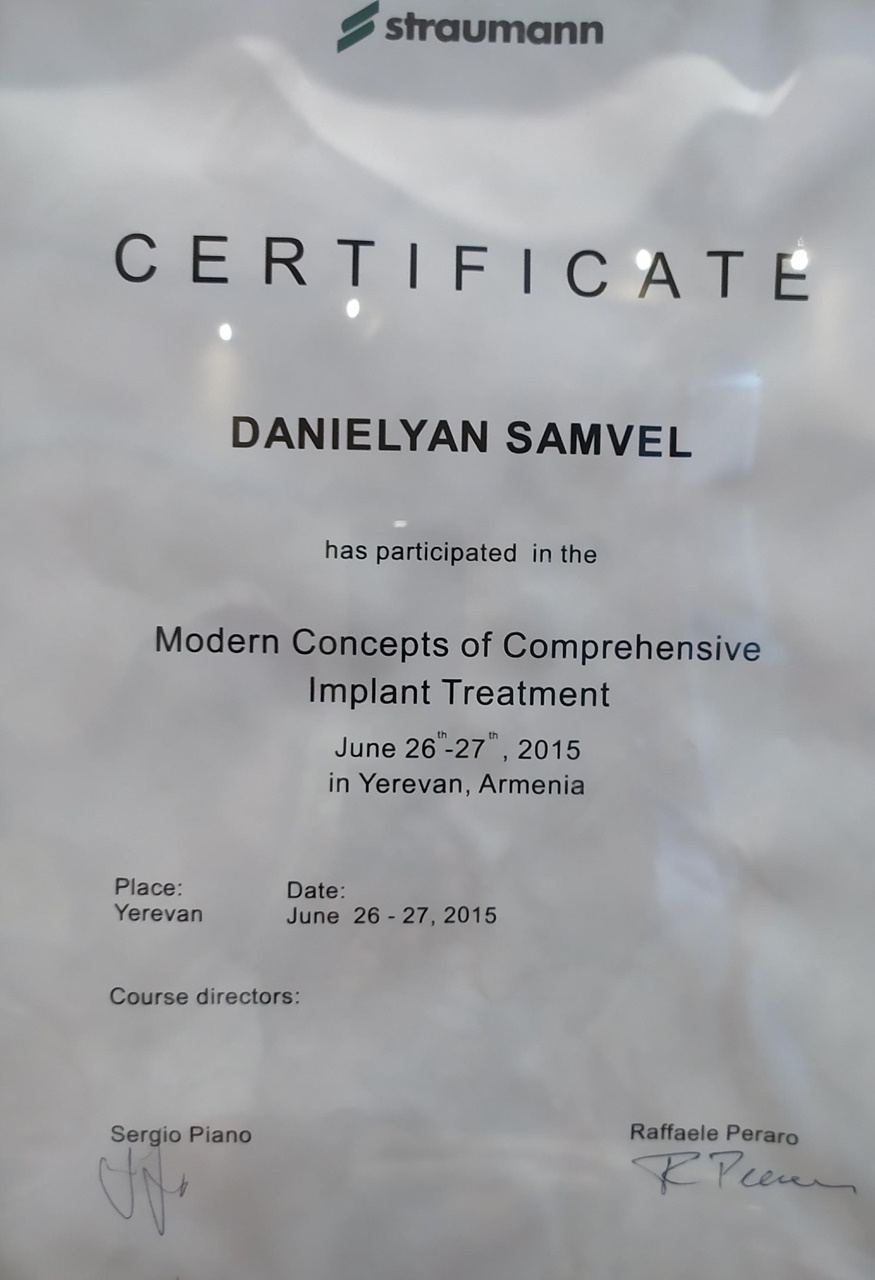 straumann
CERTIFICATE
DANIELYAN SAMVEL
has participated in the
Modern Concepts of Comprehensive
Implant Treatment
June 26th-27th, 2015
in Yerevan, Armenia
Place: Date:
Yerevan June 26 - 27, 2015
Course directors:
Sergio Piano Raffaele Peraro